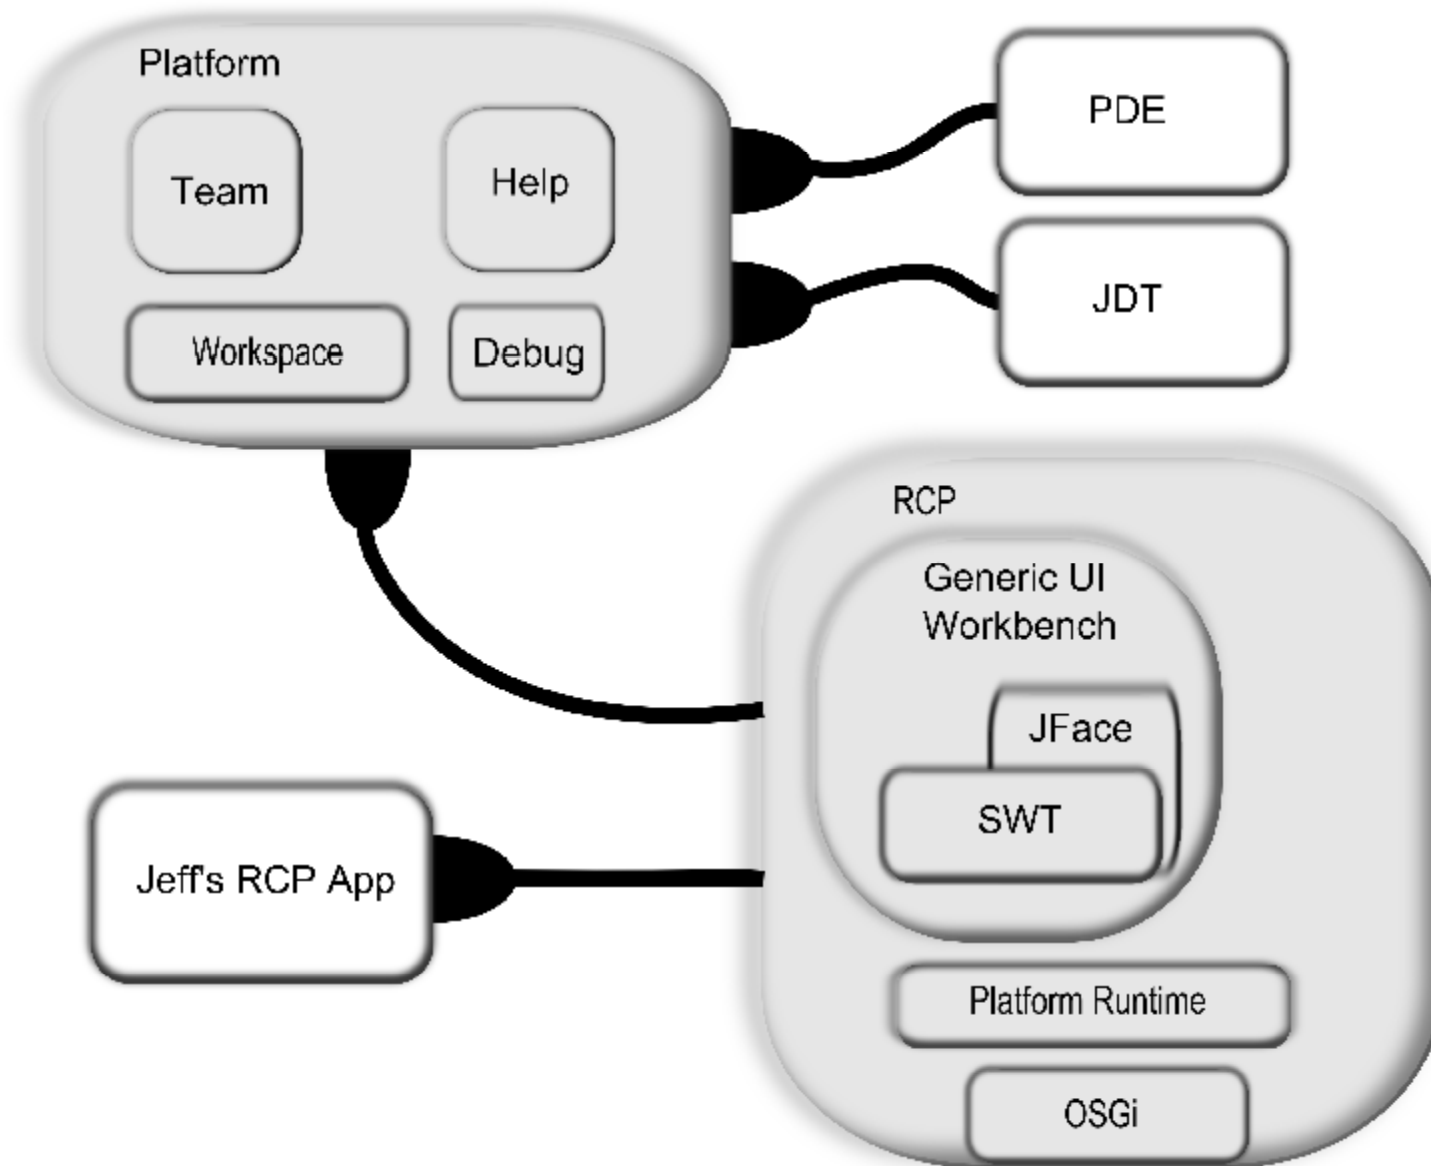 Platform
Team
Help
Workspace
Debug
PDE
JDT
RCP
Generic UI
Workbench
JFace
SWT
Jeff's RCP App
Platform Runtime
OSGi